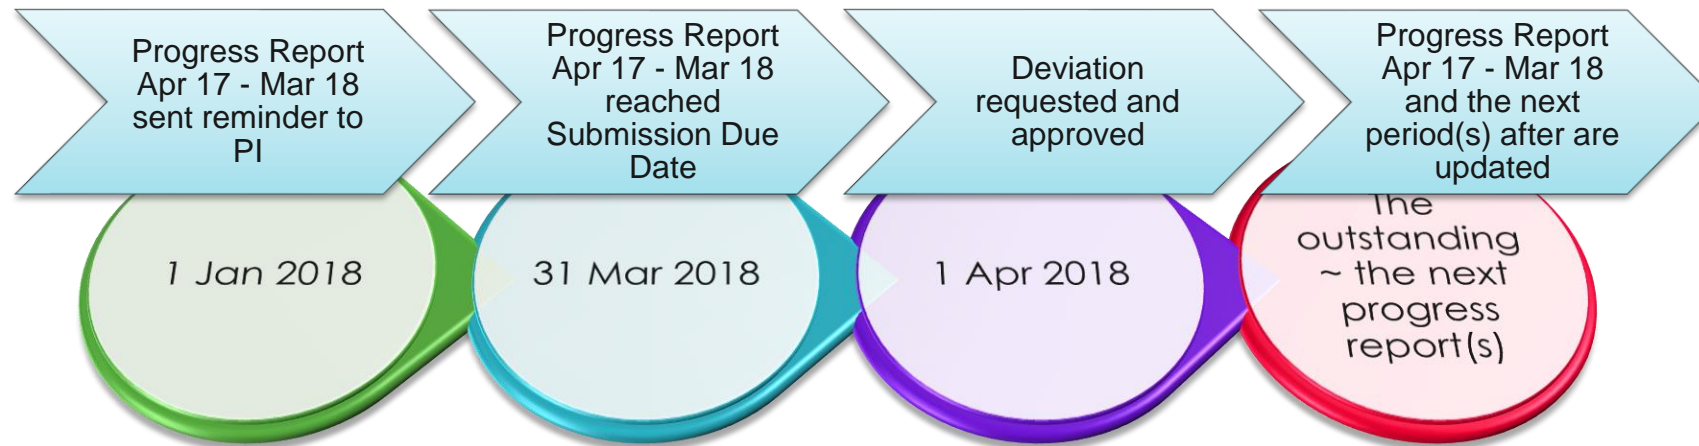 Progress Report
Apr 17 - Mar 18
sent reminder to
PI
Progress Report
Apr 17 - Mar 18
reached
Submission Due
Date
Deviation
requested and
approved
Progress Report
Apr 17 - Mar 18
and the next
period(s) after are
updated
1 Jan 2018
31 Mar 2018
1 Apr 2018
The
outstanding
~ the next
progress
report(s)